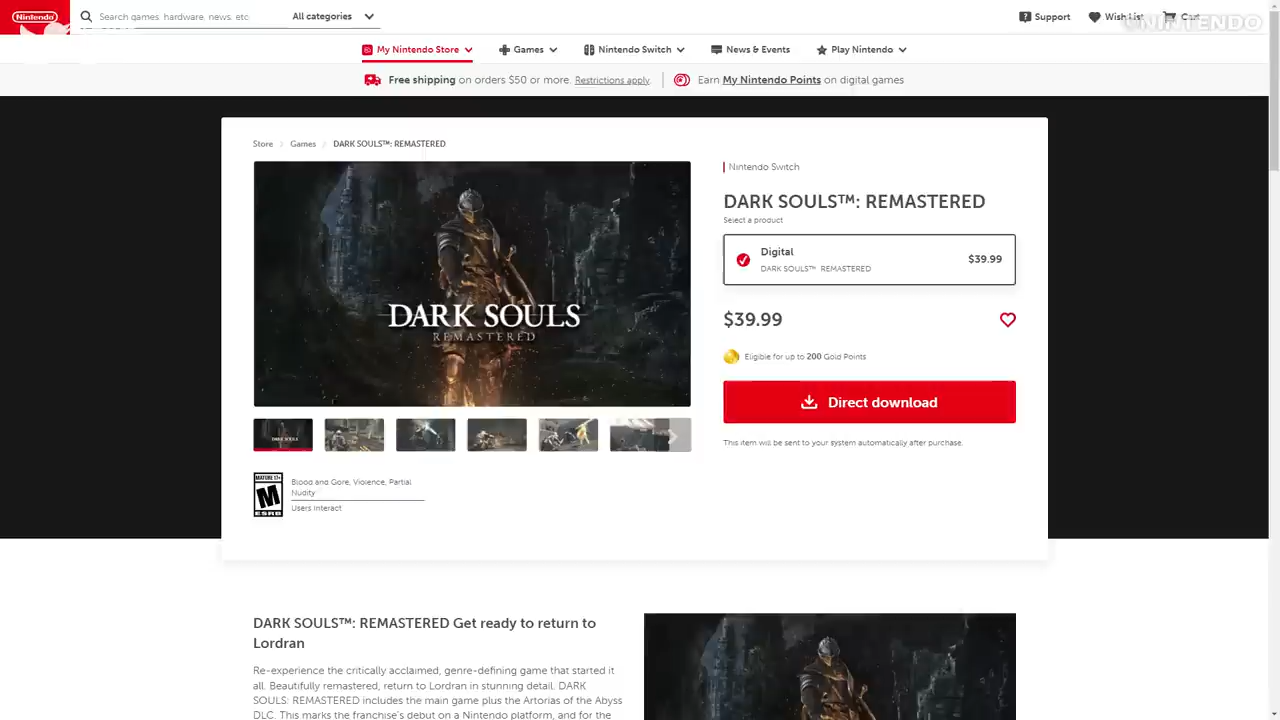 Nintendo
Search games, hardware, news, etc
All categories
Support
Wish List
Cart
NINTENDO
My Nintendo Store
Games
Nintendo Switch
News & Events
Play Nintendo
Free shipping on orders $50 or more. Restrictions apply.
Earn My Nintendo Points on digital games
Store
Games
DARK SOULS™: REMASTERED
Nintendo Switch
DARK SOULS™: REMASTERED
Select a product
Digital
DARK SOULS™ REMASTERED
$39.99
DARK SOULS
REMASTERED
$39.99
Eligible for up to 200 Gold Points
Direct download
This item will be sent to your system automatically after purchase.
DARK SOULS
MATURE 17+
M
ESRB
Blood and Gore, Violence, Partial
Nudity
Users interact
DARK SOULS™: REMASTERED Get ready to return to
Lordran
Re-experience the critically acclaimed, genre-defining game that started it
all. Beautifully remastered, return to Lordran in stunning detail. DARK
SOULS: REMASTERED includes the main game plus the Artorias of the Abyss
DLC. This marks the franchise's debut on a Nintendo platform, and for the